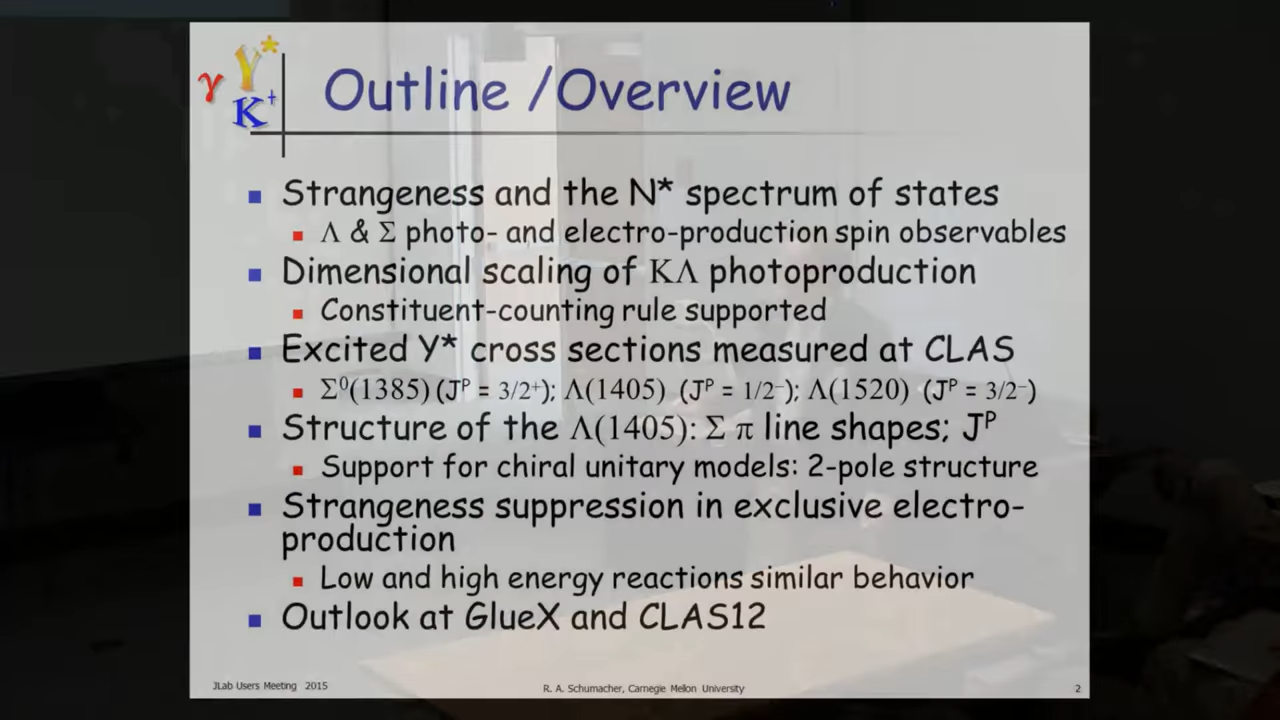 γ Y*
K+
Outline /Overview
Strangeness and the N* spectrum of states
Λ & Σ photo- and electro-production spin observables
Dimensional scaling of KΛ photoproduction
Constituent-counting rule supported
Excited Y* cross sections measured at CLAS
Σ⁰(1385) (Jᴾ = 3/2⁺); Λ(1405) (Jᴾ = 1/2⁻); Λ(1520) (Jᴾ = 3/2⁻)
Structure of the Λ(1405): Σ π line shapes; Jᴾ
Support for chiral unitary models: 2-pole structure
Strangeness suppression in exclusive electro-
production
Low and high energy reactions similar behavior
Outlook at GlueX and CLAS12
JLab Users Meeting 2015
R. A. Schumacher, Carnegie Mellon University
2